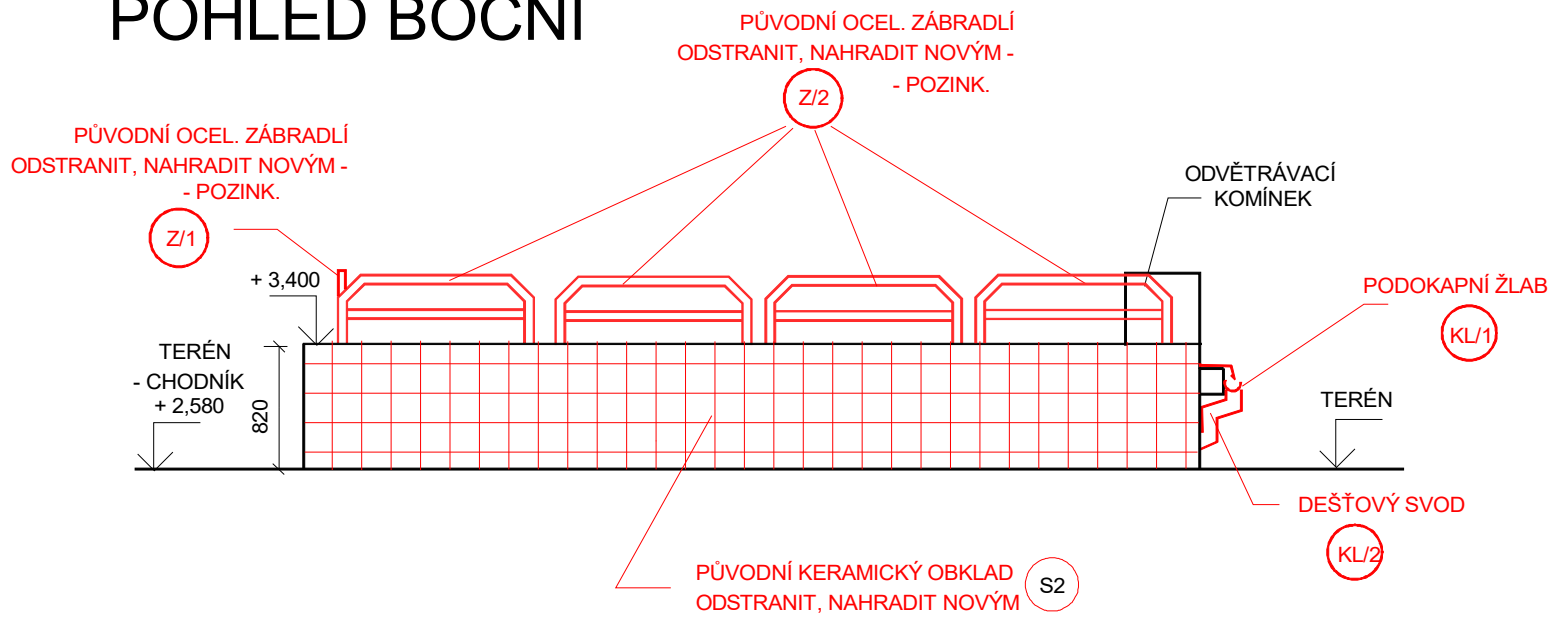 POHLED BOČNÍ
PŮVODNÍ OCEL. ZÁBRADLÍ
ODSTRANIT, NAHRADIT NOVÝM -
- POZINK.
Z/2
PŮVODNÍ OCEL. ZÁBRADLÍ
ODSTRANIT, NAHRADIT NOVÝM -
- POZINK.
Z/1
ODVĚTRÁVACÍ
KOMÍNEK
+ 3,400
PODOKAPNÍ ŽLAB
KL/1
TERÉN
- CHODNÍK
+ 2,580
820
TERÉN
DEŠŤOVÝ SVOD
KL/2
PŮVODNÍ KERAMICKÝ OBKLAD
ODSTRANIT, NAHRADIT NOVÝM
S2